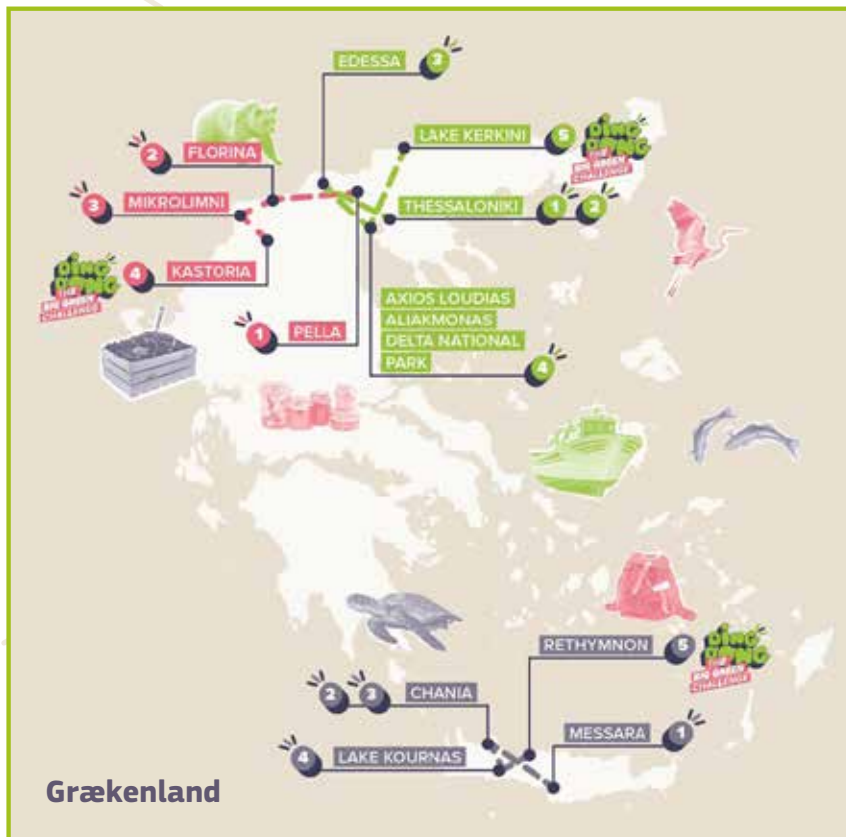 EDESSA 3
LAKE KERKINI 5
DING
DONG
THE
BIG GREEN
CHALLENGE
2 FLORINA
3 MIKROLIMNI
THESSALONIKI 1 2
DING
DONG
THE
BIG GREEN
CHALLENGE
4 KASTORIA
1 PELLA
AXIOS LOUDIAS
ALIAKMONAS
DELTA NATIONAL
PARK
4
RETHYMNON 5
DING
DONG
THE
BIG GREEN
CHALLENGE
2 3 CHANIA
MESSARA 1
4 LAKE KOURNAS
Grækenland